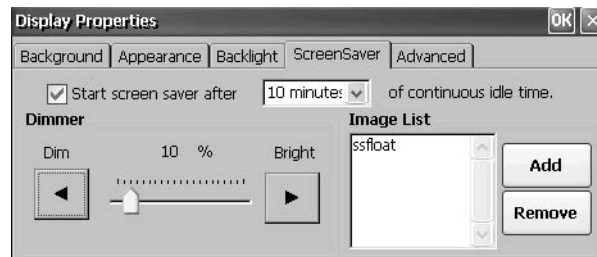 Display Properties OK
Background Appearance Backlight ScreenSaver Advanced
Start screen saver after 10 minutes of continuous idle time.
Dimmer Image List
Dim 10 % Bright ssfloat
Add
Remove